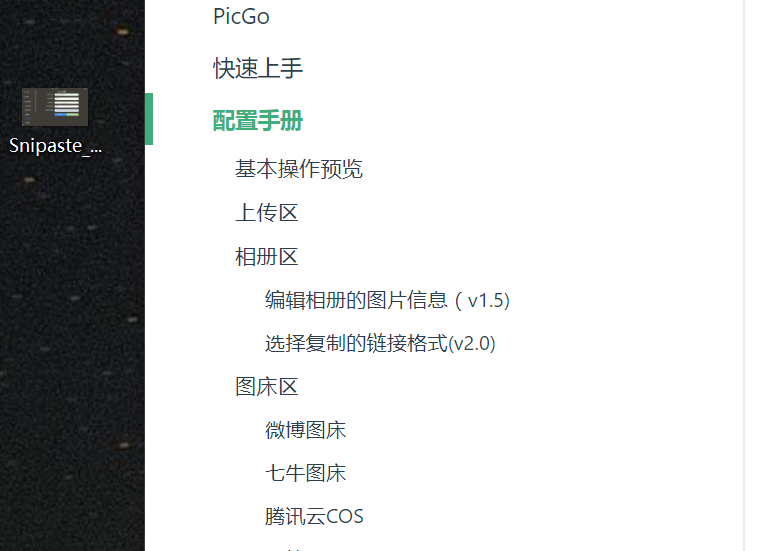 PicGo
快速上手
Snipaste_...
配置手册
基本操作预览
上传区
相册区
编辑相册的图片信息（v1.5)
选择复制的链接格式(v2.0)
图床区
微博图床
七牛图床
腾讯云COS